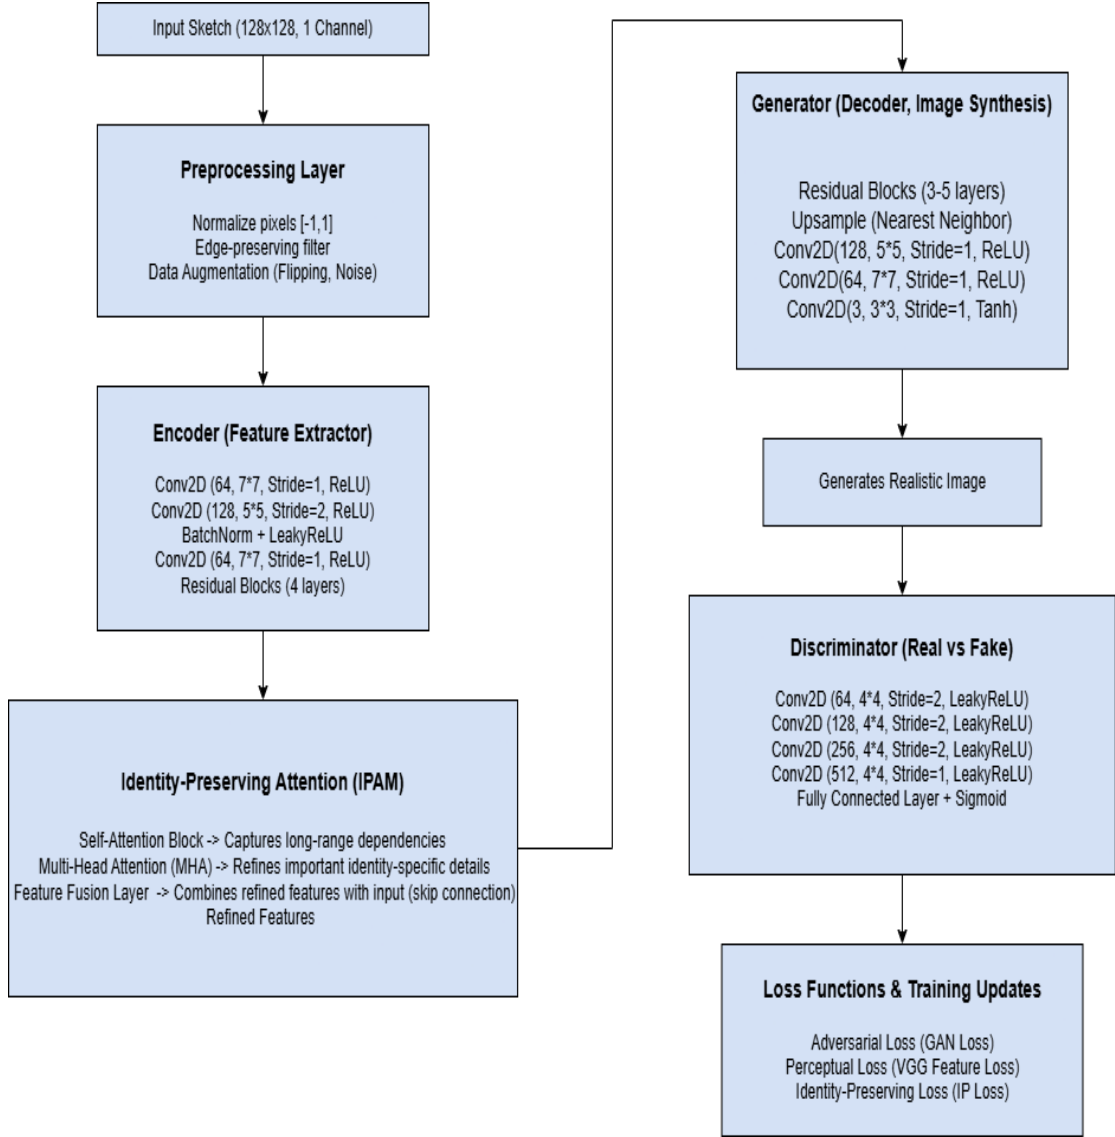 Input Sketch (128x128, 1 Channel)
Preprocessing Layer
Normalize pixels [-1,1]
Edge-preserving filter
Data Augmentation (Flipping, Noise)
Encoder (Feature Extractor)
Conv2D (64, 7*7, Stride=1, ReLU)
Conv2D (128, 5*5, Stride=2, ReLU)
BatchNorm + LeakyReLU
Conv2D (64, 7*7, Stride=1, ReLU)
Residual Blocks (4 layers)
Identity-Preserving Attention (IPAM)
Self-Attention Block -> Captures long-range dependencies
Multi-Head Attention (MHA) -> Refines important identity-specific details
Feature Fusion Layer -> Combines refined features with input (skip connection)
Refined Features
Generator (Decoder, Image Synthesis)
Residual Blocks (3-5 layers)
Upsample (Nearest Neighbor)
Conv2D(128, 5*5, Stride=1, ReLU)
Conv2D(64, 7*7, Stride=1, ReLU)
Conv2D(3, 3*3, Stride=1, Tanh)
Generates Realistic Image
Discriminator (Real vs Fake)
Conv2D (64, 4*4, Stride=2, LeakyReLU)
Conv2D (128, 4*4, Stride=2, LeakyReLU)
Conv2D (256, 4*4, Stride=2, LeakyReLU)
Conv2D (512, 4*4, Stride=1, LeakyReLU)
Fully Connected Layer + Sigmoid
Loss Functions & Training Updates
Adversarial Loss (GAN Loss)
Perceptual Loss (VGG Feature Loss)
Identity-Preserving Loss (IP Loss)